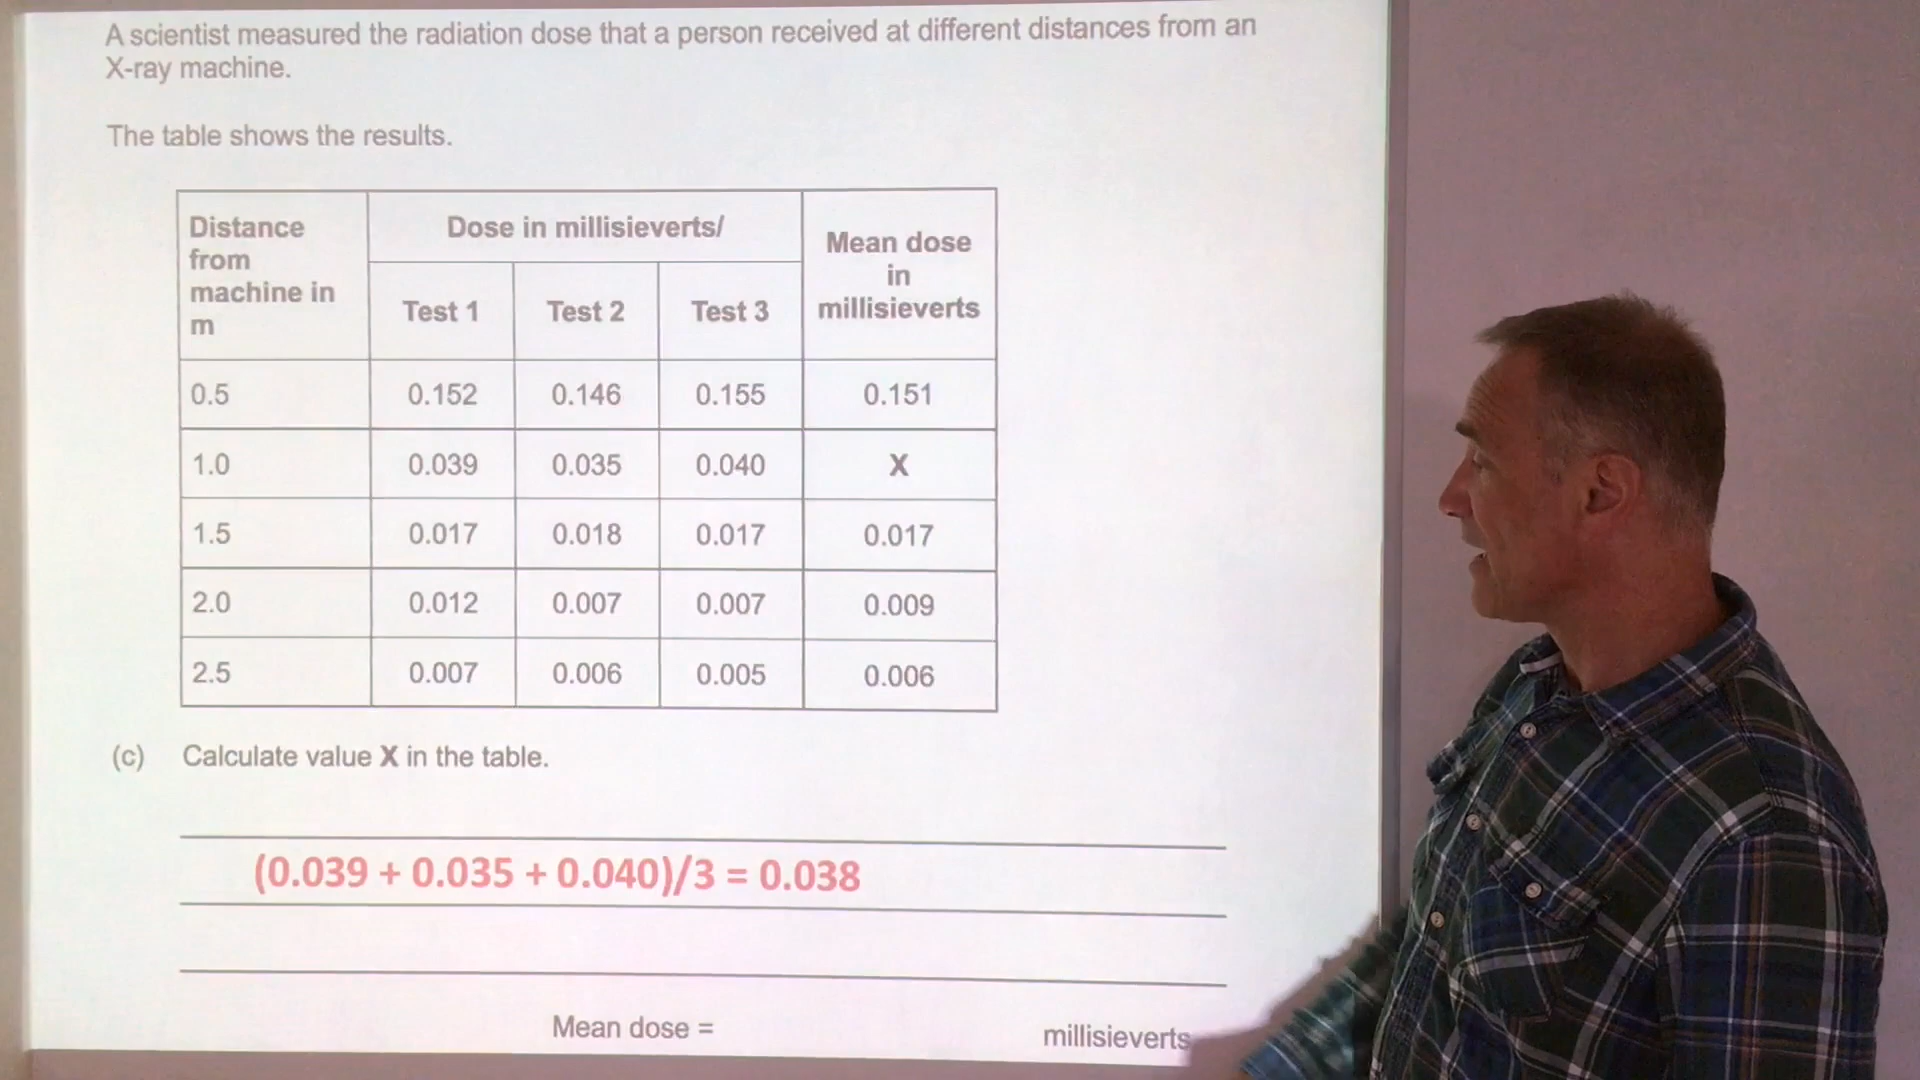 A scientist measured the radiation dose that a person received at different distances from an
X-ray machine.
The table shows the results.
Distance
from
machine in
m
Dose in millisieverts/
Mean dose
in
millisieverts
Test 1 Test 2 Test 3
0.5 0.152 0.146 0.155 0.151
1.0 0.039 0.035 0.040 X
1.5 0.017 0.018 0.017 0.017
2.0 0.012 0.007 0.007 0.009
2.5 0.007 0.006 0.005 0.006
(c) Calculate value X in the table.
(0.039 + 0.035 + 0.040)/3 = 0.038
Mean dose = millisieverts